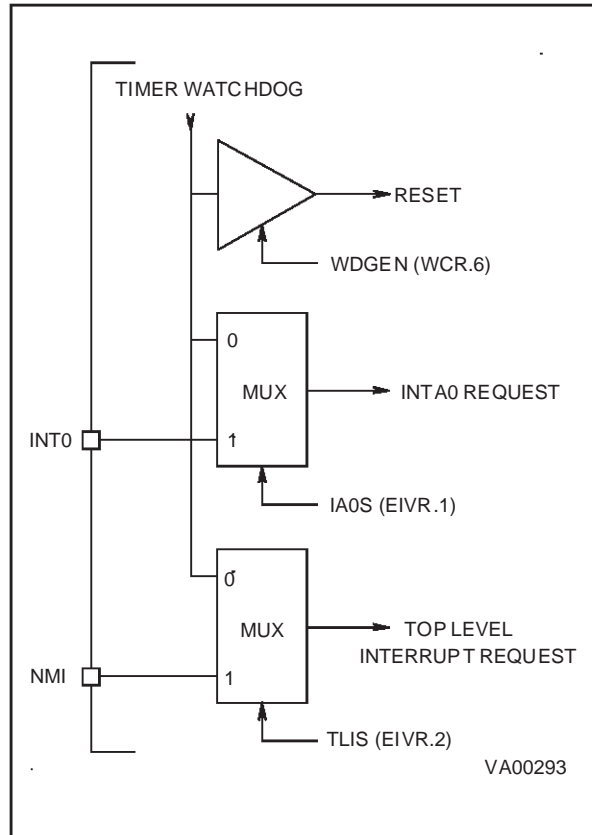 TIMER WATCHDOG
RESET
WDGEN (WCR.6)
0
MUX
INTA0 REQUEST
INT0
1
IA0S (EIVR.1)
0
MUX
TOP LEVEL
INTERRUPT REQUEST
NMI
1
TLIS (EIVR.2)
VA00293